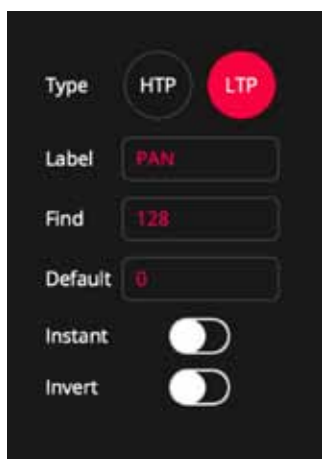 Type HTP LTP
Label PAN
Find 128
Default 0
Instant
Invert